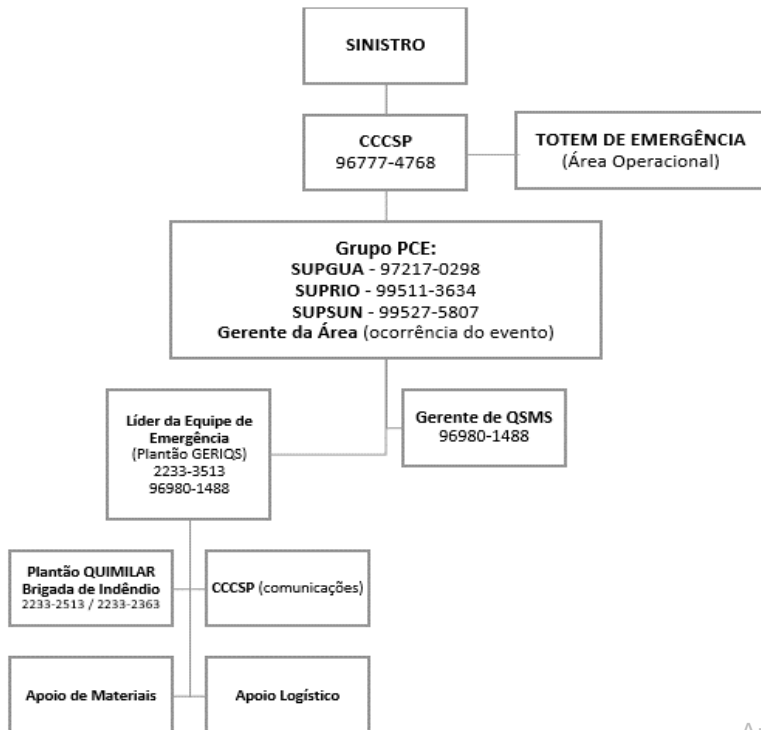 SINISTRO
CCCSP
96777-4768
TOTEM DE EMERGÊNCIA
(Área Operacional)
Grupo PCE:
SUPGUA - 97217-0298
SUPRIO - 99511-3634
SUPSUN - 99527-5807
Gerente da Área (ocorrência do evento)
Líder da Equipe de
Emergência
(Plantão GERIQS)
2233-3513
96980-1488
Gerente de QSMS
96980-1488
Plantão QUIMILAR
Brigada de Indêndio
2233-2513 / 2233-2363
CCCSP (comunicações)
Apoio de Materiais
Apoio Logístico